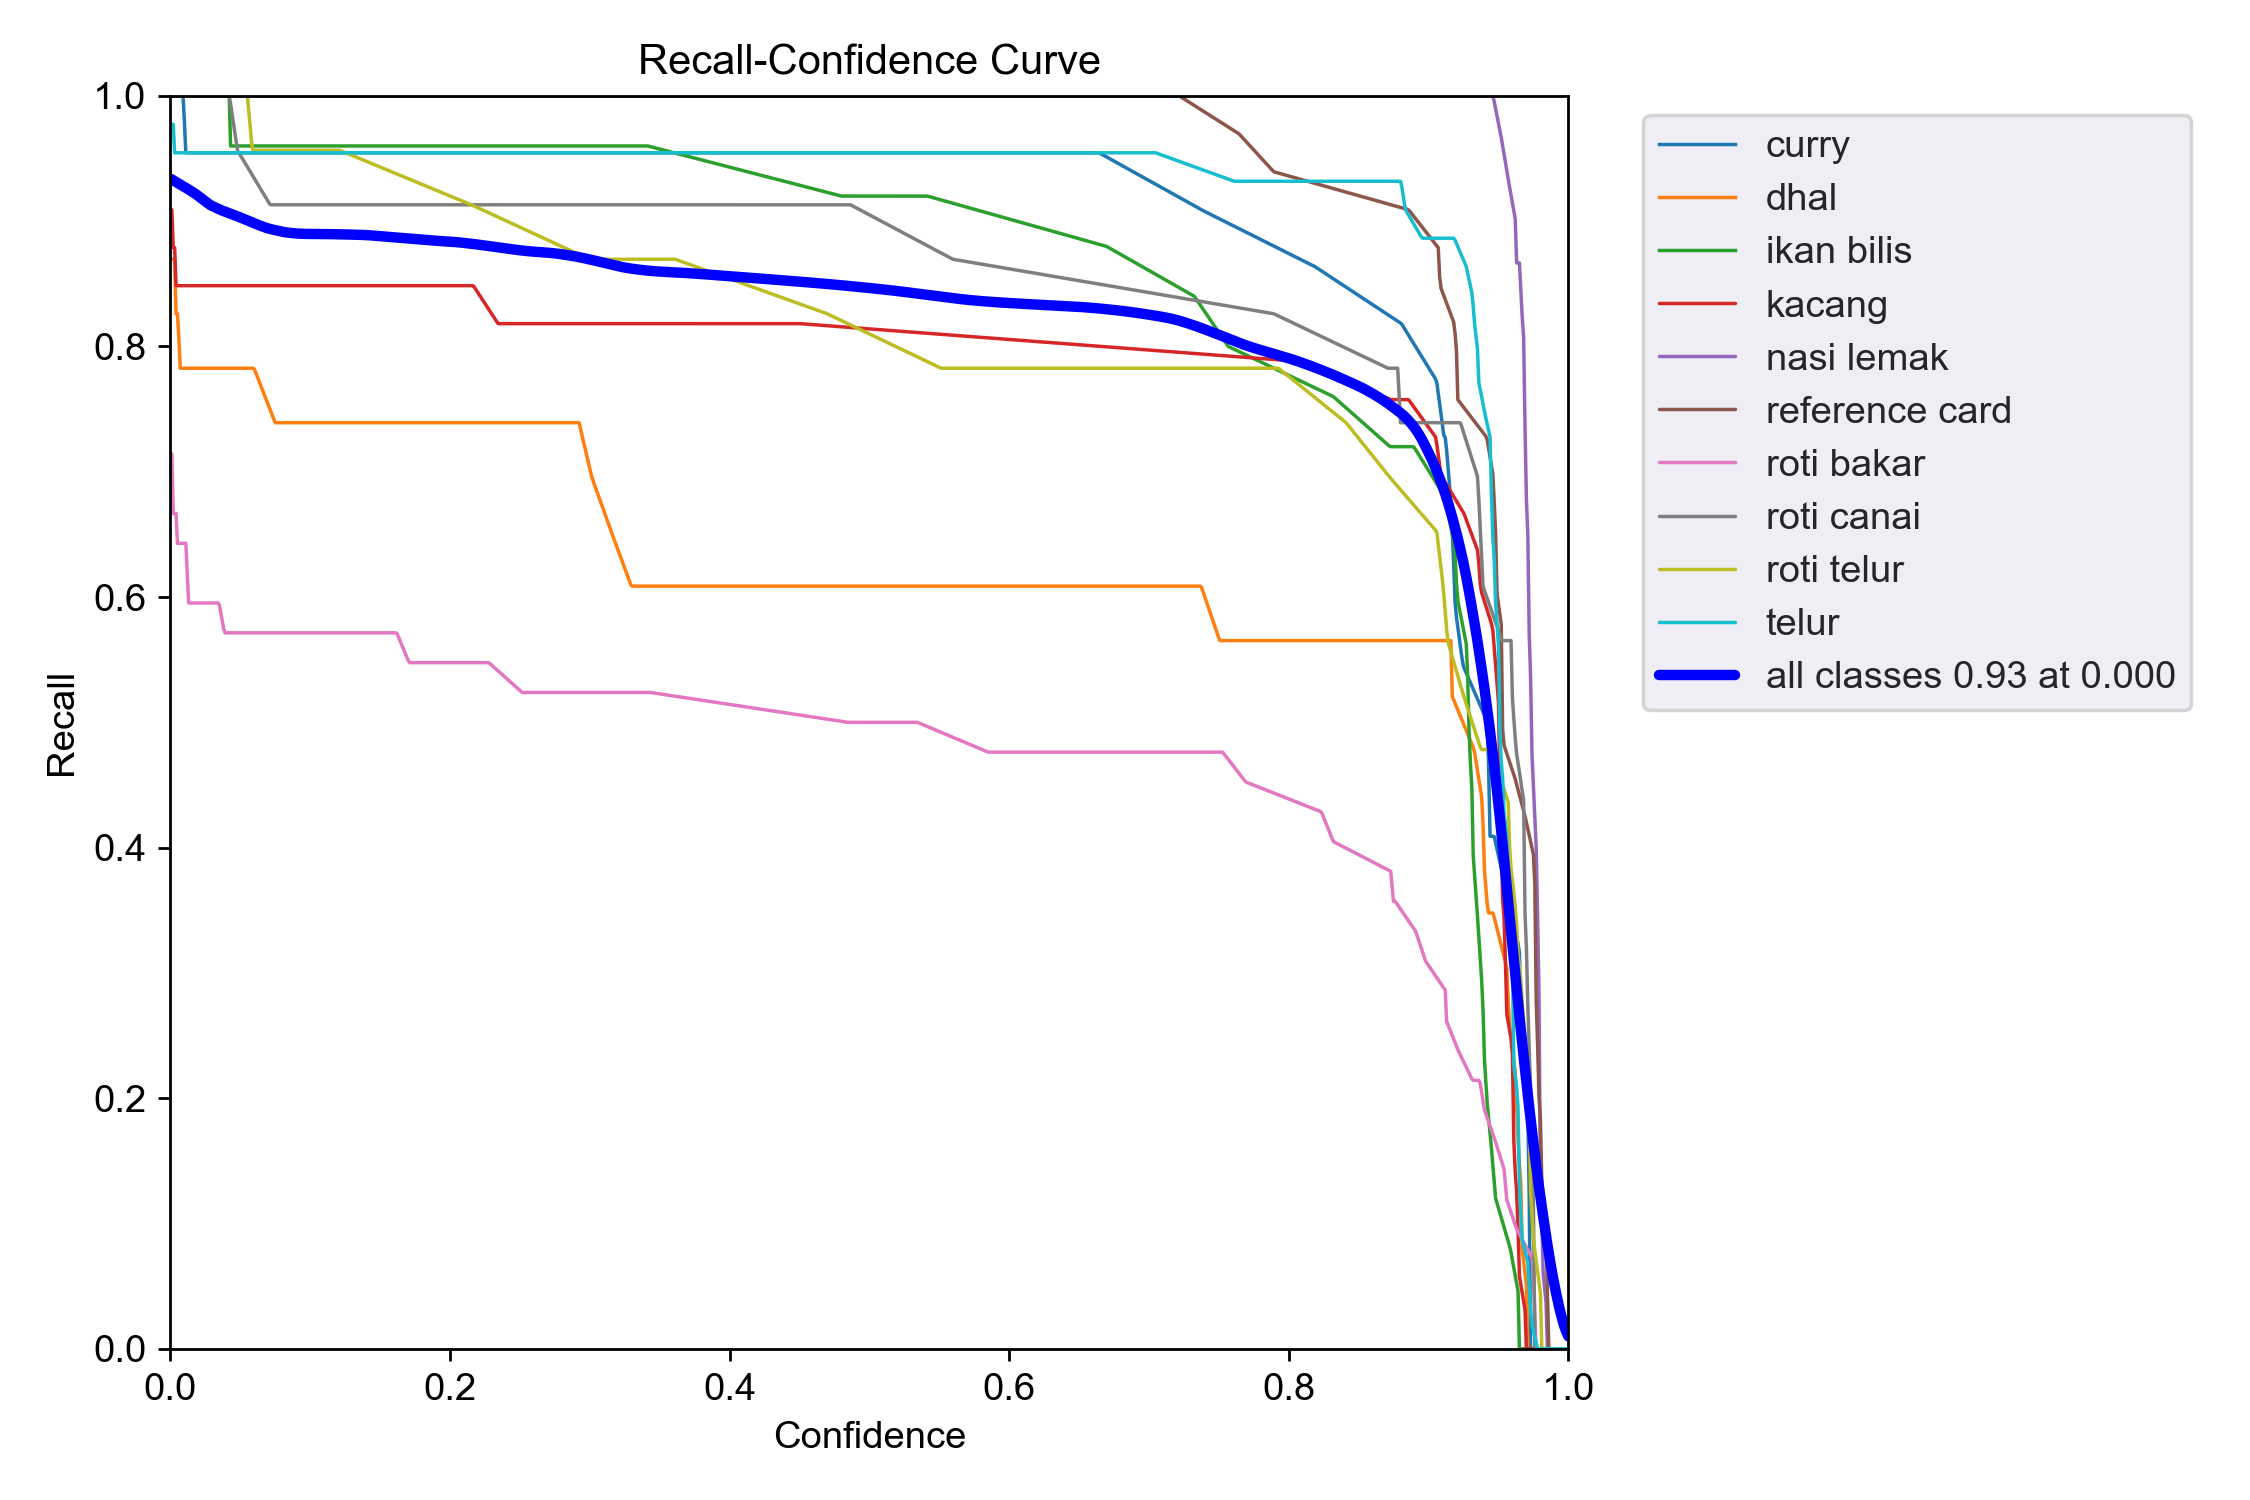 Recall-Confidence Curve
1.0
0.8
0.6
0.4
0.2
0.0
Recall
0.0 0.2 0.4 0.6 0.8 1.0
Confidence
curry
dhal
ikan bilis
kacang
nasi lemak
reference card
roti bakar
roti canai
roti telur
telur
all classes 0.93 at 0.000